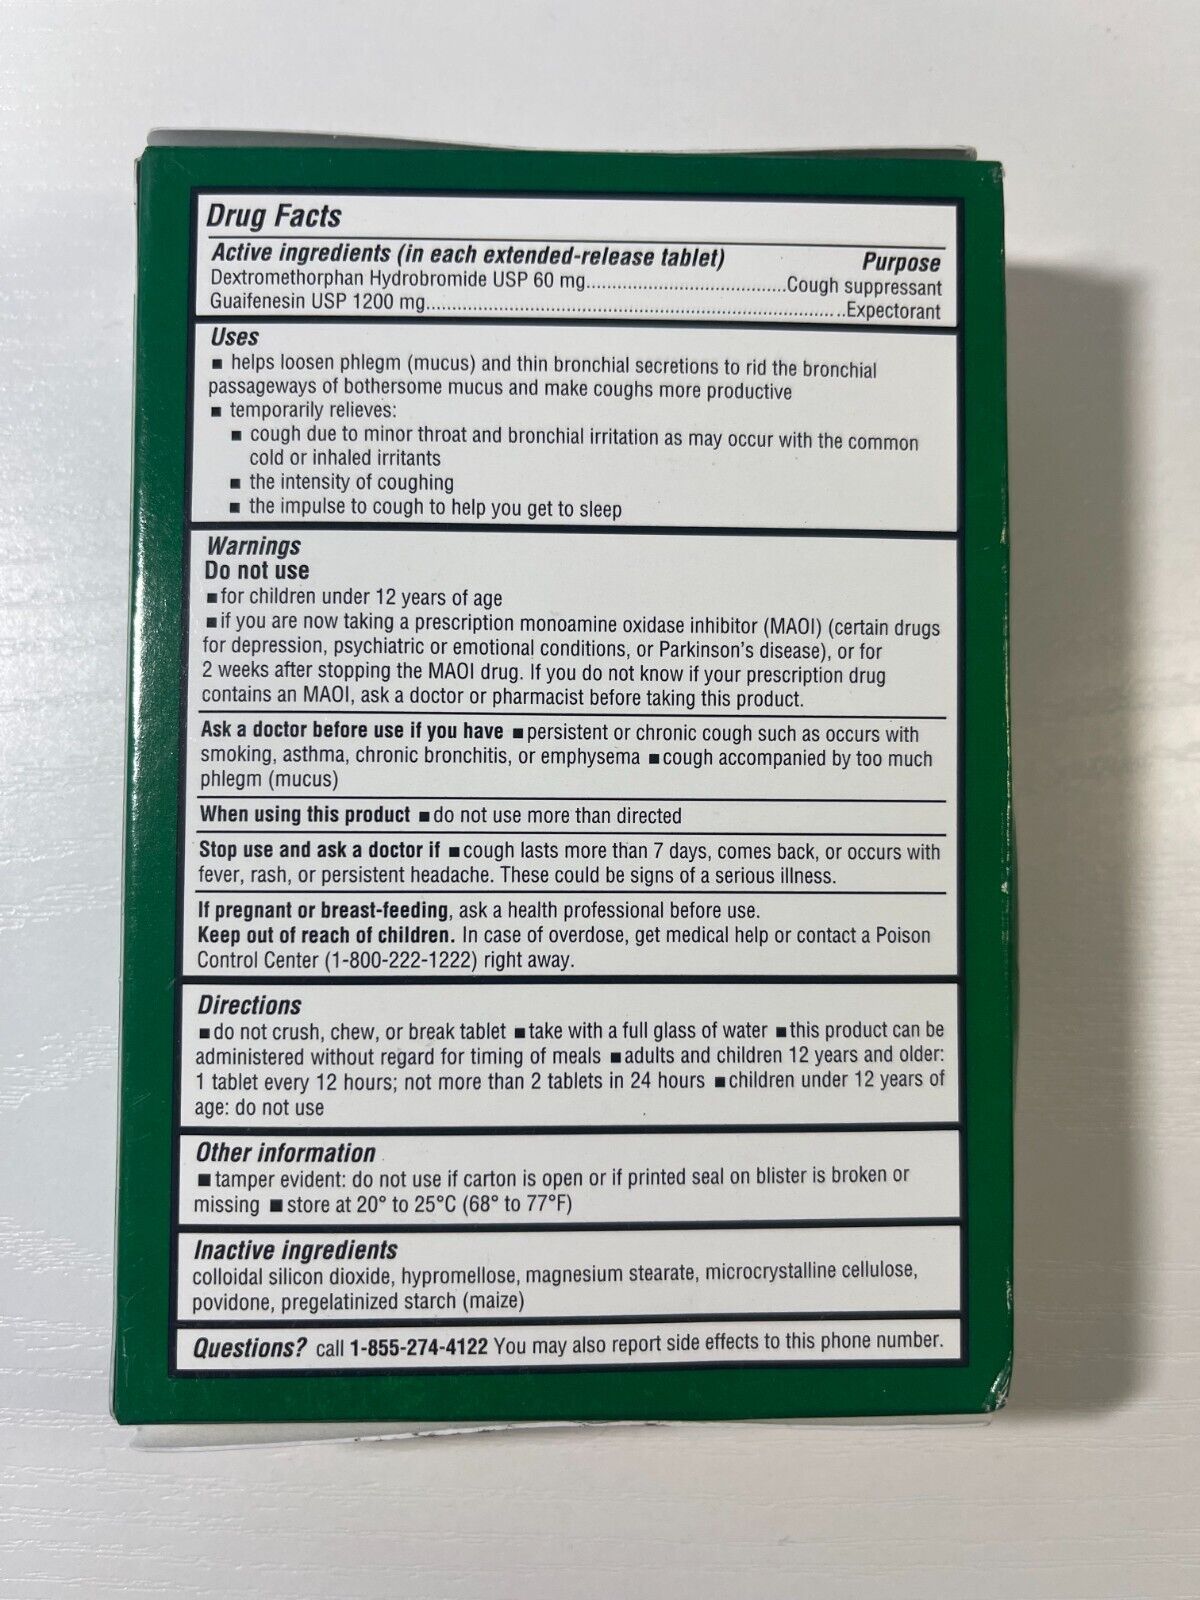 Drug Facts
Active ingredients (in each extended-release tablet) Purpose
Dextromethorphan Hydrobromide USP 60 mg.......................................Cough suppressant
Guaifenesin USP 1200 mg.................................................................................Expectorant
Uses
■ helps loosen phlegm (mucus) and thin bronchial secretions to rid the bronchial
passageways of bothersome mucus and make coughs more productive
■ temporarily relieves:
■ cough due to minor throat and bronchial irritation as may occur with the common
cold or inhaled irritants
■ the intensity of coughing
■ the impulse to cough to help you get to sleep
Warnings
Do not use
■ for children under 12 years of age
■ if you are now taking a prescription monoamine oxidase inhibitor (MAOI) (certain drugs
for depression, psychiatric or emotional conditions, or Parkinson's disease), or for
2 weeks after stopping the MAOI drug. If you do not know if your prescription drug
contains an MAOI, ask a doctor or pharmacist before taking this product.
Ask a doctor before use if you have ■ persistent or chronic cough such as occurs with
smoking, asthma, chronic bronchitis, or emphysema ■ cough accompanied by too much
phlegm (mucus)
When using this product ■ do not use more than directed
Stop use and ask a doctor if ■ cough lasts more than 7 days, comes back, or occurs with
fever, rash, or persistent headache. These could be signs of a serious illness.
If pregnant or breast-feeding, ask a health professional before use.
Keep out of reach of children. In case of overdose, get medical help or contact a Poison
Control Center (1-800-222-1222) right away.
Directions
■ do not crush, chew, or break tablet ■ take with a full glass of water ■ this product can be
administered without regard for timing of meals ■ adults and children 12 years and older:
1 tablet every 12 hours; not more than 2 tablets in 24 hours ■ children under 12 years of
age: do not use
Other information
■ tamper evident: do not use if carton is open or if printed seal on blister is broken or
missing ■ store at 20° to 25°C (68° to 77°F)
Inactive ingredients
colloidal silicon dioxide, hypromellose, magnesium stearate, microcrystalline cellulose,
povidone, pregelatinized starch (maize)
Questions? call 1-855-274-4122 You may also report side effects to this phone number.